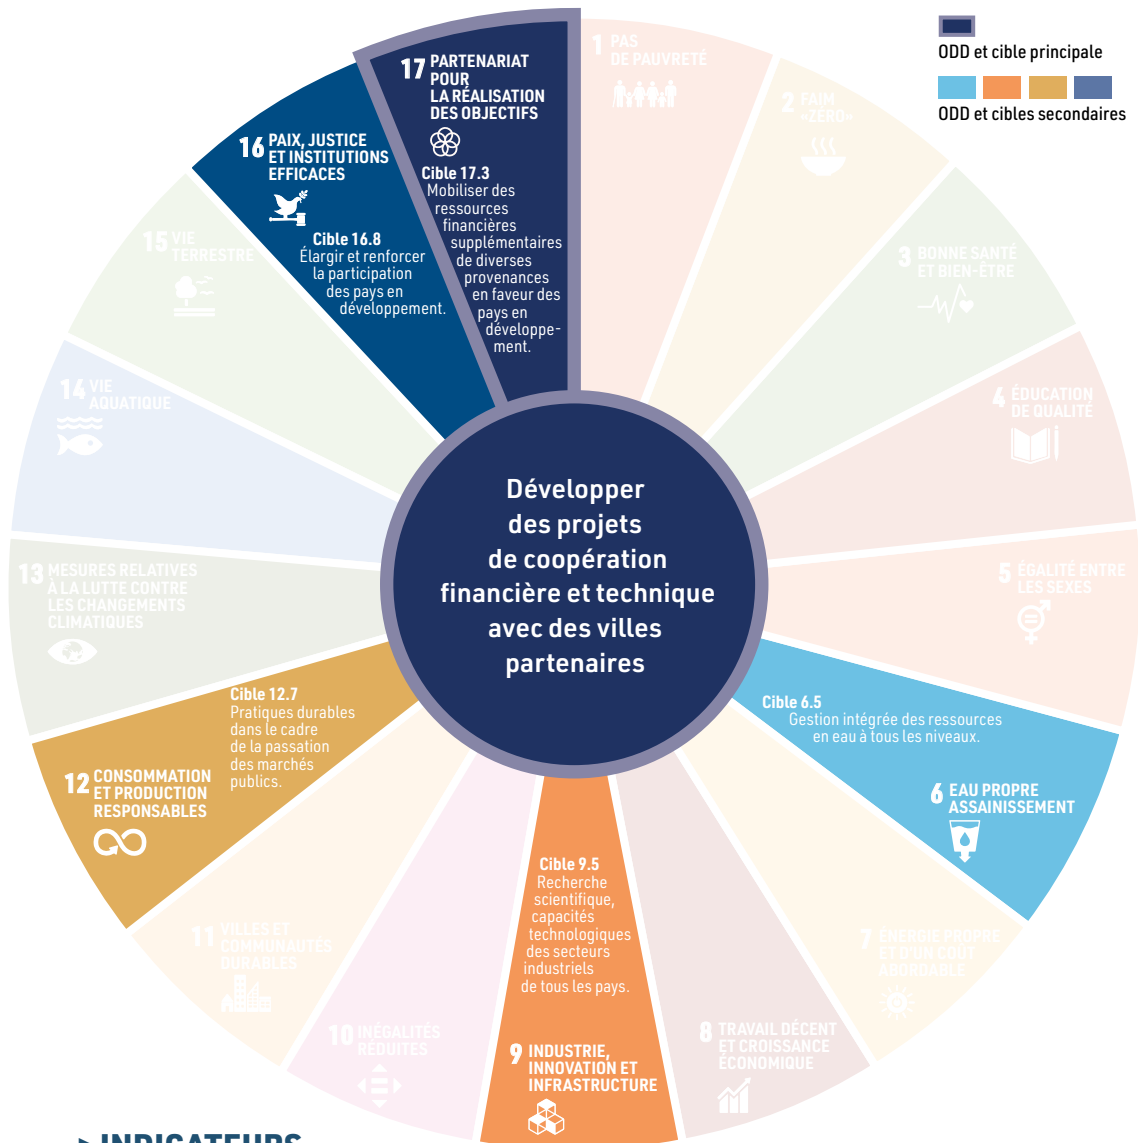 ODD et cible principale
ODD et cibles secondaires
1 PAS
DE PAUVRETÉ
2 FAIM
«ZÉRO»
3 BONNE SANTÉ
ET BIEN-ÊTRE
4 ÉDUCATION
DE QUALITÉ
5 ÉGALITÉ ENTRE
LES SEXES
Cible 6.5
Gestion intégrée des ressources
en eau à tous les niveaux.
6 EAU PROPRE
ASSAINISSEMENT
7 ÉNERGIE PROPRE
ET D'UN COÛT
ABORDABLE
8 TRAVAIL DÉCENT
ET CROISSANCE
ÉCONOMIQUE
Cible 9.5
Recherche
scientifique,
capacités
technologiques
des secteurs
industriels
de tous les pays.
9 INDUSTRIE,
INNOVATION ET
INFRASTRUCTURE
10 INÉGALITÉS
RÉDUITES
11 VILLES ET
COMMUNAUTÉS
DURABLES
Cible 12.7
Pratiques durables
dans le cadre
de la passation
des marchés
publics.
12 CONSOMMATION
ET PRODUCTION
RESPONSABLES
13 MESURES RELATIVES
À LA LUTTE CONTRE
LES CHANGEMENTS
CLIMATIQUES
14 VIE
AQUATIQUE
15 VIE
TERRESTRE
16 PAIX, JUSTICE
ET INSTITUTIONS
EFFICACES
Cible 16.8
Élargir et renforcer
la participation
des pays en
développement.
17 PARTENARIAT
POUR
LA RÉALISATION
DES OBJECTIFS
Cible 17.3
Mobiliser des
ressources
financières
supplémentaires
de diverses
provenances
en faveur des
pays en
développe-
ment.
Développer
des projets
de coopération
financière et technique
avec des villes
partenaires
INDICATEURS